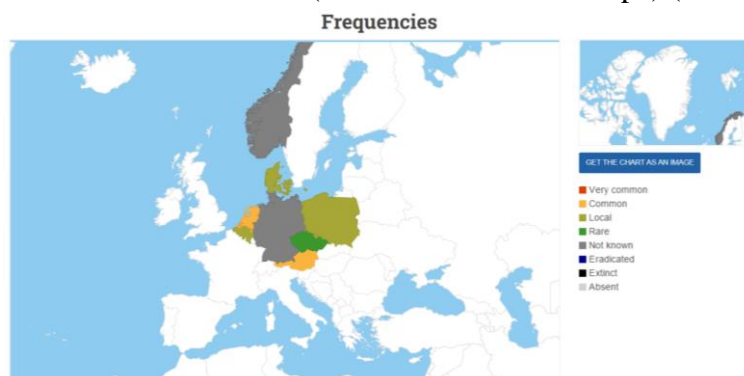 Frequencies
GET THE CHART AS AN IMAGE
Very common
Common
Local
Rare
Not known
Eradicated
Extinct
Absent